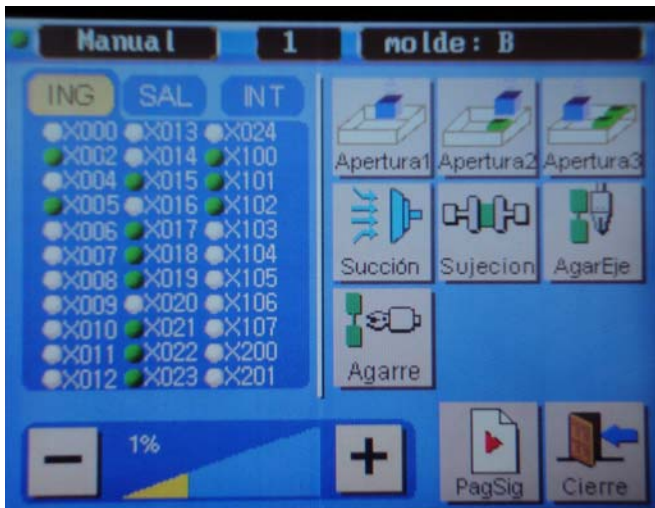 Manual 1 molde: B
ING SAL INT
X000 X013 X024
X002 X014 X100
X004 X015 X101
X005 X016 X102
X006 X017 X103
X007 X018 X104
X008 X019 X105
X009 X020 X106
X010 X021 X107
X011 X022 X200
X012 X023 X201
Apertura1 Apertura2 Apertura3
Succión Sujecion AgarEje
Agarre
1%
PagSig Cierre